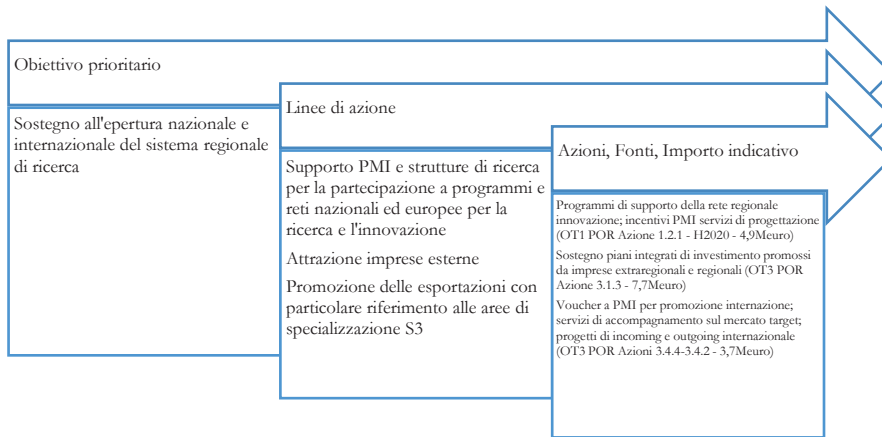 Obiettivo prioritario
Sostegno all'epertura nazionale e
internazionale del sistema regionale
di ricerca
Linee di azione
Supporto PMI e strutture di ricerca
per la partecipazione a programmi e
reti nazionali ed europee per la
ricerca e l'innovazione
Attrazione imprese esterne
Promozione delle esportazioni con
particolare riferimento alle aree di
specializzazione S3
Azioni, Fonti, Importo indicativo
Programmi di supporto della rete regionale
innovazione; incentivi PMI servizi di progettazione
(OT1 POR Azione 1.2.1 - H2020 - 4,9Meuro)
Sostegno piani integrati di investimento promossi
da imprese extraregionali e regionali (OT3 POR
Azione 3.1.3 - 7,7Meuro)
Voucher a PMI per promozione internazione;
servizi di accompagnamento sul mercato target;
progetti di incoming e outgoing internazionale
(OT3 POR Azioni 3.4.4-3.4.2 - 3,7Meuro)